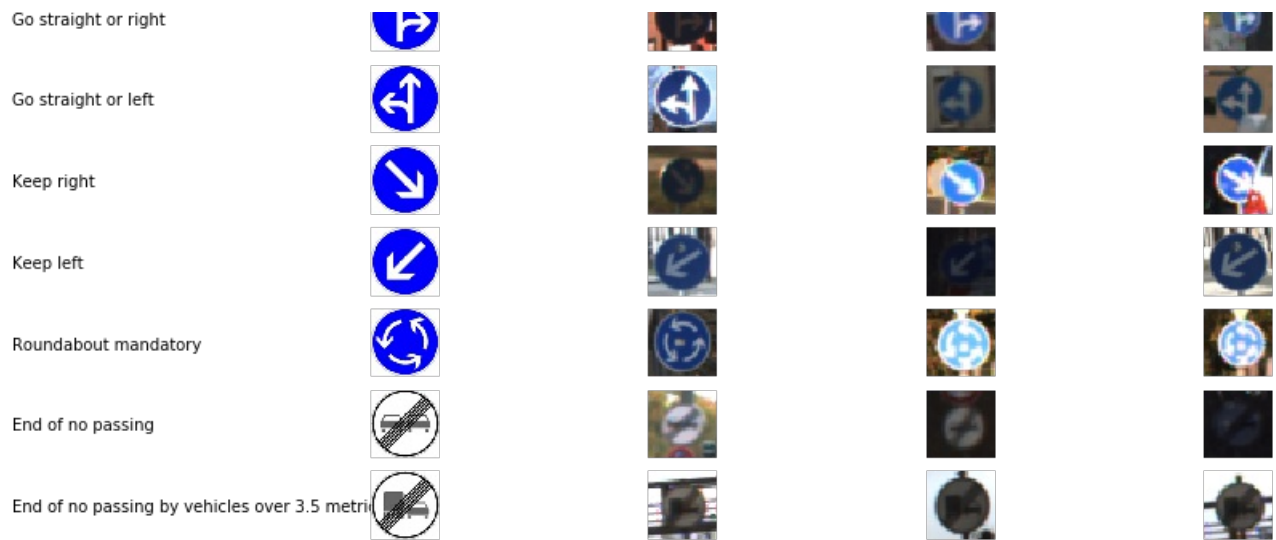 Go straight or right
Go straight or left
Keep right
Keep left
Roundabout mandatory
End of no passing
End of no passing by vehicles over 3.5 metri